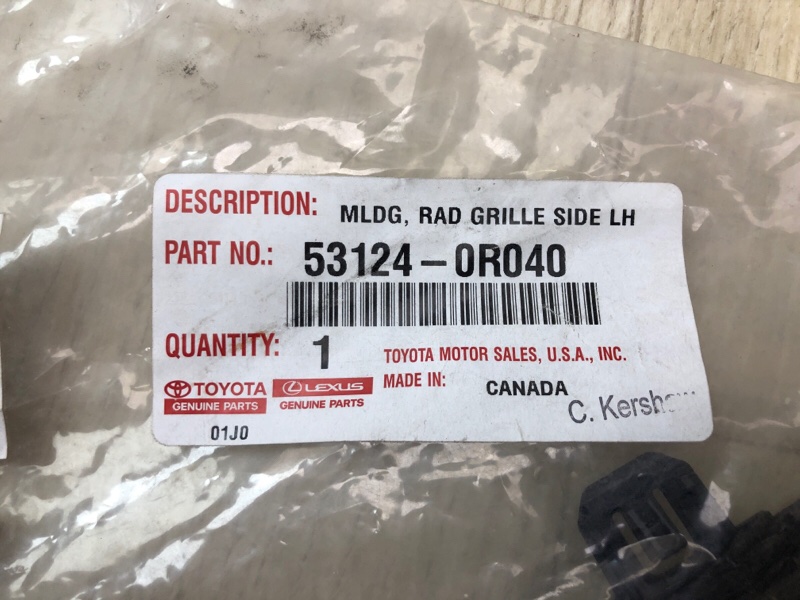 DESCRIPTION: MLDG, RAD GRILLE SIDE LH
PART NO.: 53124-0R040
QUANTITY: 1
TOYOTA MOTOR SALES, U.S.A., INC.
MADE IN: CANADA
TOYOTA
GENUINE PARTS
LEXUS
GENUINE PARTS
C.
01J0